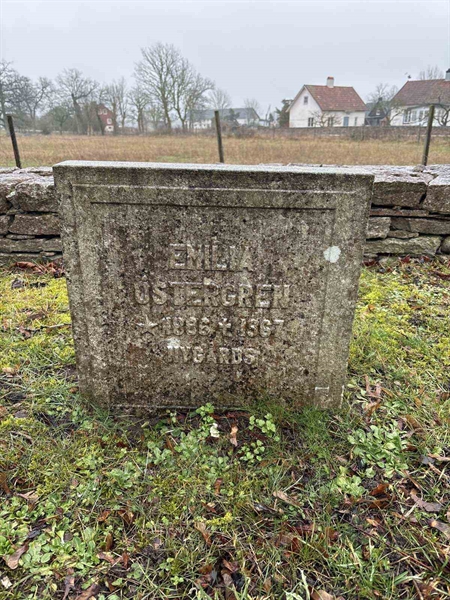 EMILIA
ÖSTERGREN
* 1886 + 1967
NYGÅRDS